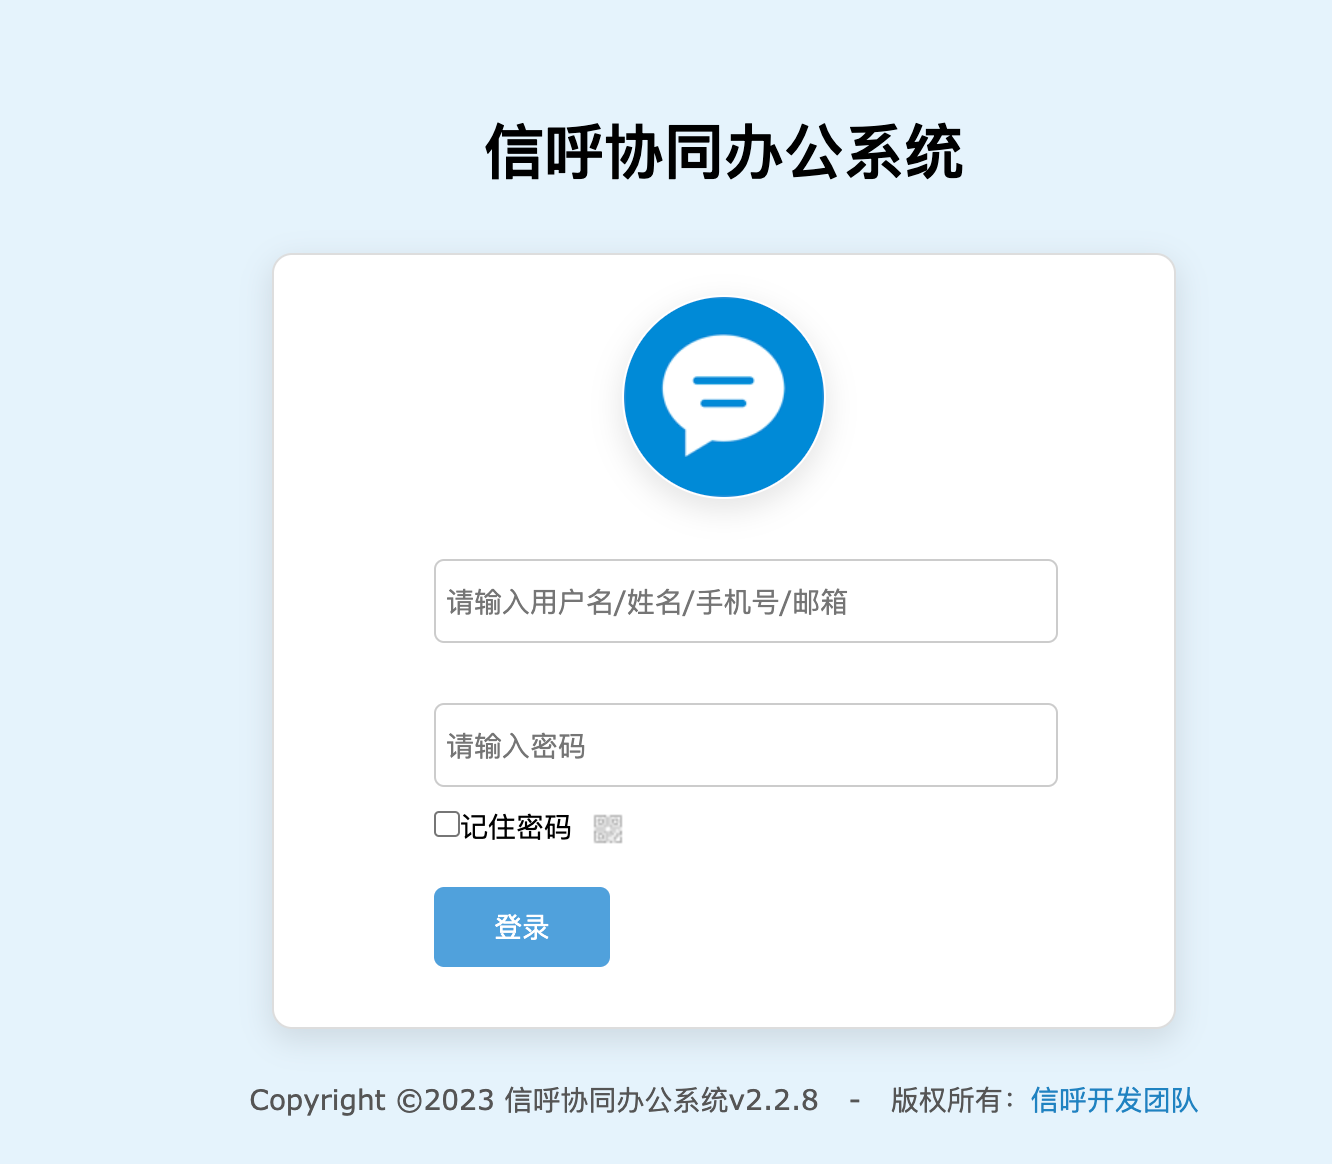 信呼协同办公系统
请输入用户名/姓名/手机号/邮箱
请输入密码
记住密码
登录
Copyright ©2023 信呼协同办公系统v2.2.8 - 版权所有：信呼开发团队